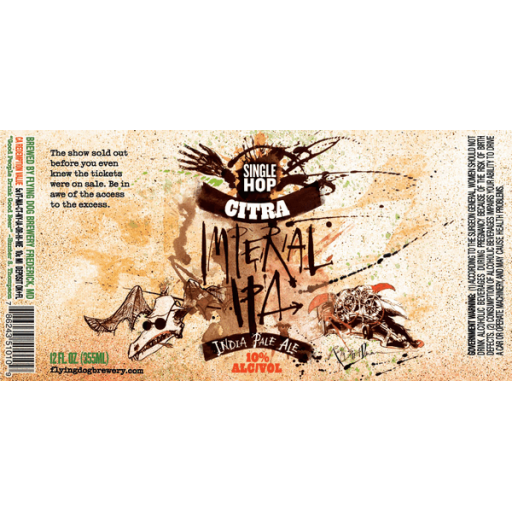 BREWED BY FLYING DOG BREWERY FREDERICK, MD
CA REDEMPTION VALUE
"Good People Drink Good Beer" -Hunter S. Thompson
The show sold out
before you even
knew the tickets
were on sale. Be in
awe of the access
to the excess.
12 FL. OZ. (355ML)
flyingdogbrewery.com
SINGLE
HOP
CITRA
IMPERIAL
IPA
INDIA PALE ALE
10%
ALC/VOL
GOVERNMENT WARNING: (1) ACCORDING TO THE SURGEON GENERAL, WOMEN SHOULD NOT
DRINK ALCOHOLIC BEVERAGES DURING PREGNANCY BECAUSE OF THE RISK OF BIRTH
DEFECTS. (2) CONSUMPTION OF ALCOHOLIC BEVERAGES IMPAIRS YOUR ABILITY TO DRIVE
A CAR OR OPERATE MACHINERY, AND MAY CAUSE HEALTH PROBLEMS.